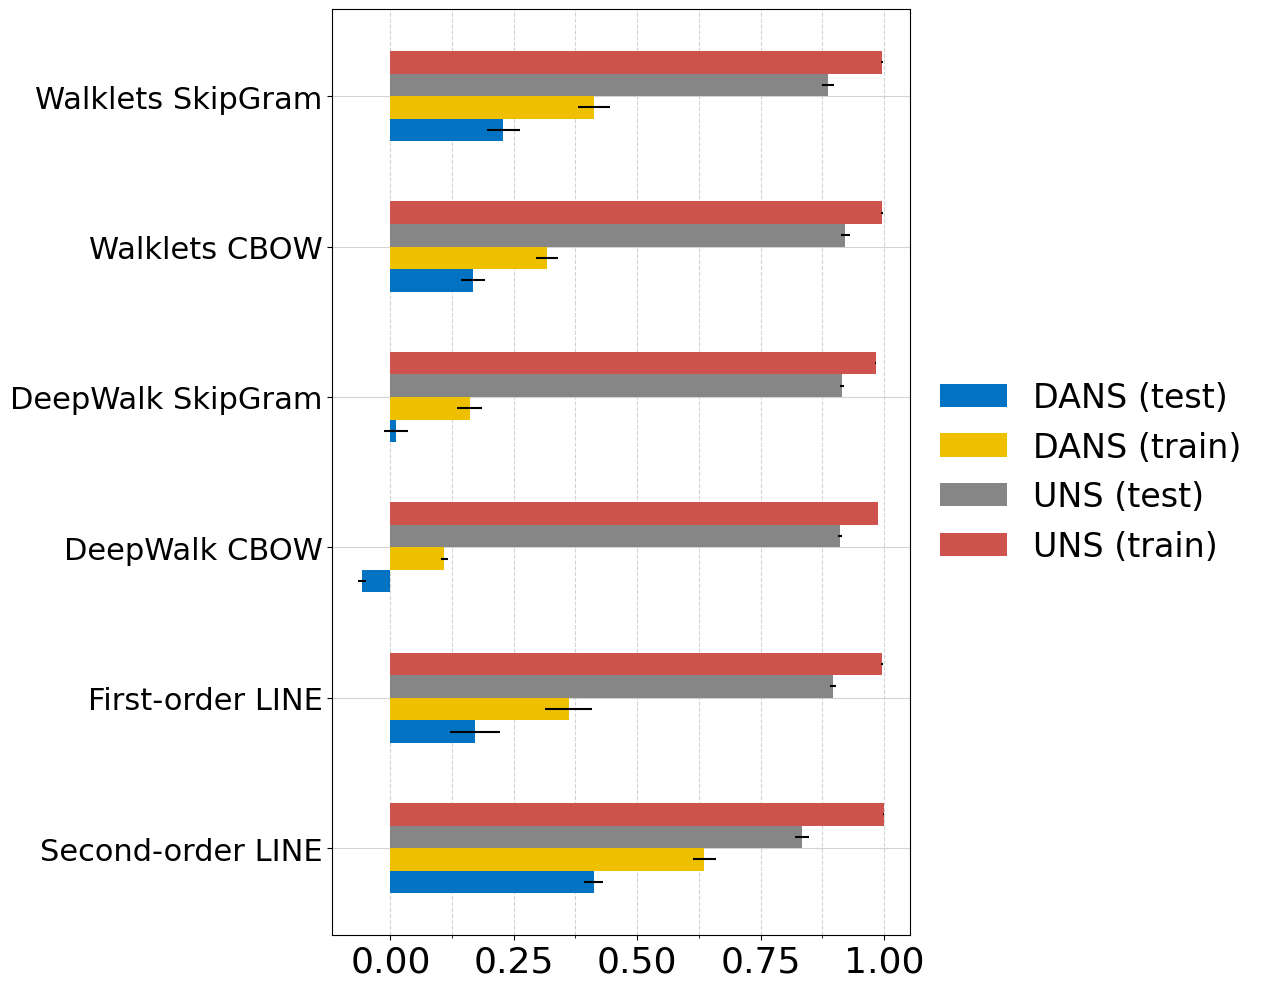 Walklets SkipGram
Walklets CBOW
DeepWalk SkipGram
DeepWalk CBOW
First-order LINE
Second-order LINE
0.00 0.25 0.50 0.75 1.00
DANS (test)
DANS (train)
UNS (test)
UNS (train)